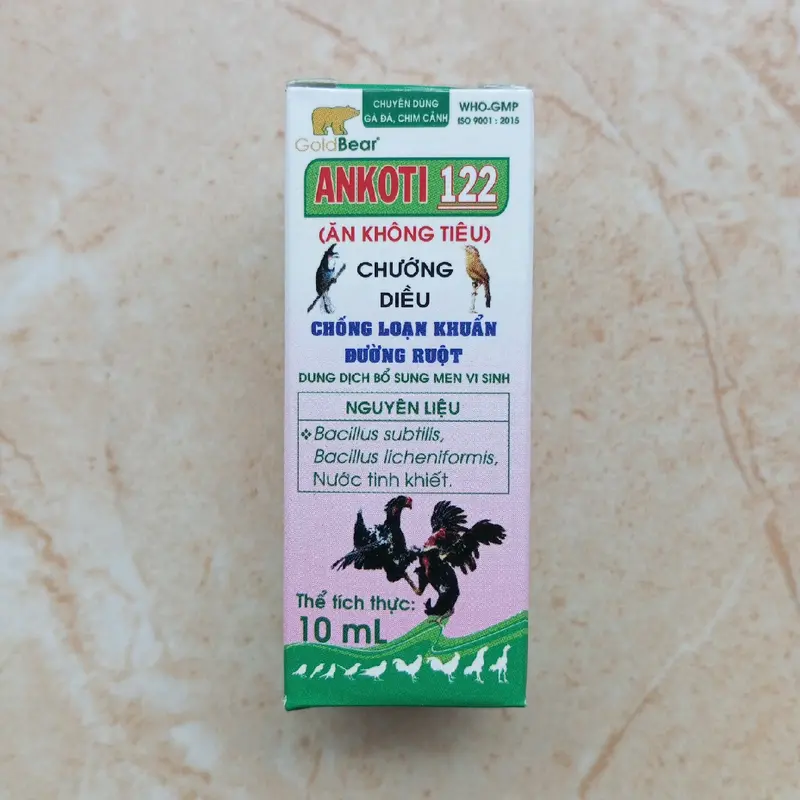 CHUYÊN DÙNG
GÀ ĐÁ, CHIM CẢNH
WHO-GMP
ISO 9001 : 2015
GoldBear®
ANKOTI 122
(ĂN KHÔNG TIÊU)
CHƯỚNG
DIỀU
CHỐNG LOẠN KHUẨN
ĐƯỜNG RUỘT
DUNG DỊCH BỔ SUNG MEN VI SINH
NGUYÊN LIỆU
❖ Bacillus subtilis,
Bacillus licheniformis,
Nước tinh khiết.
Thể tích thực:
10 mL